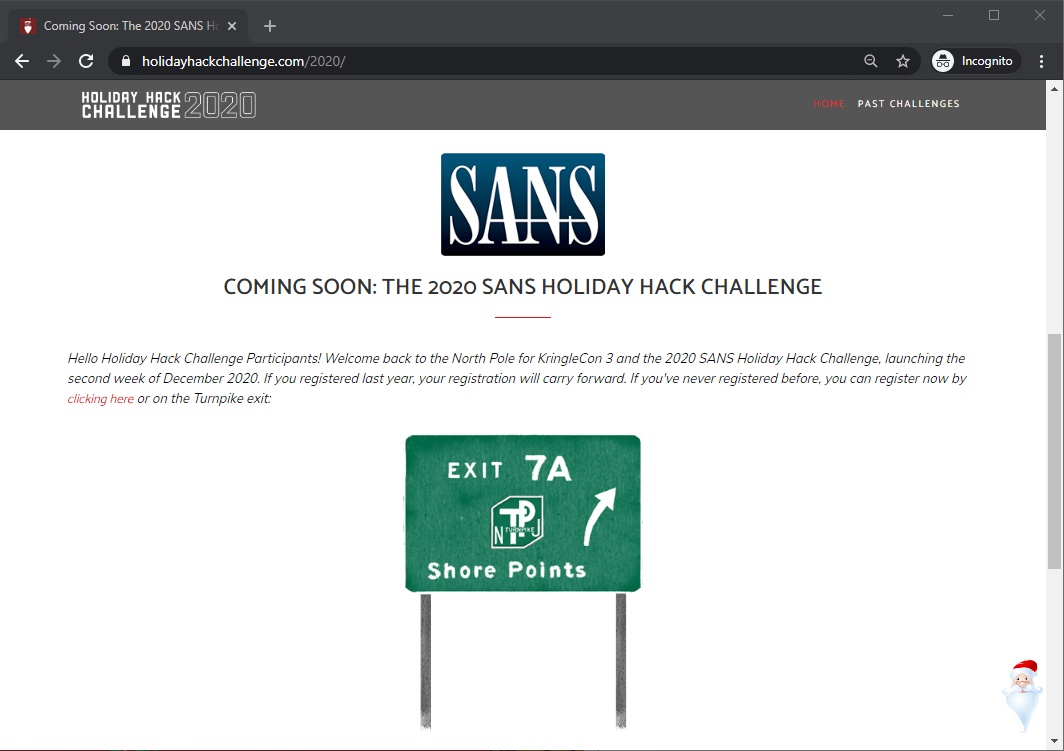 Coming Soon: The 2020 SANS Ho
holidayhackchallenge.com/2020/
Incognito
HOLIDAY HACK
CHALLENGE 2020
HOME PAST CHALLENGES
SANS
COMING SOON: THE 2020 SANS HOLIDAY HACK CHALLENGE
Hello Holiday Hack Challenge Participants! Welcome back to the North Pole for KringleCon 3 and the 2020 SANS Holiday Hack Challenge, launching the
second week of December 2020. If you registered last year, your registration will carry forward. If you've never registered before, you can register now by
clicking here or on the Turnpike exit:
EXIT 7A
N TURNPIKE J
TP
Shore Points